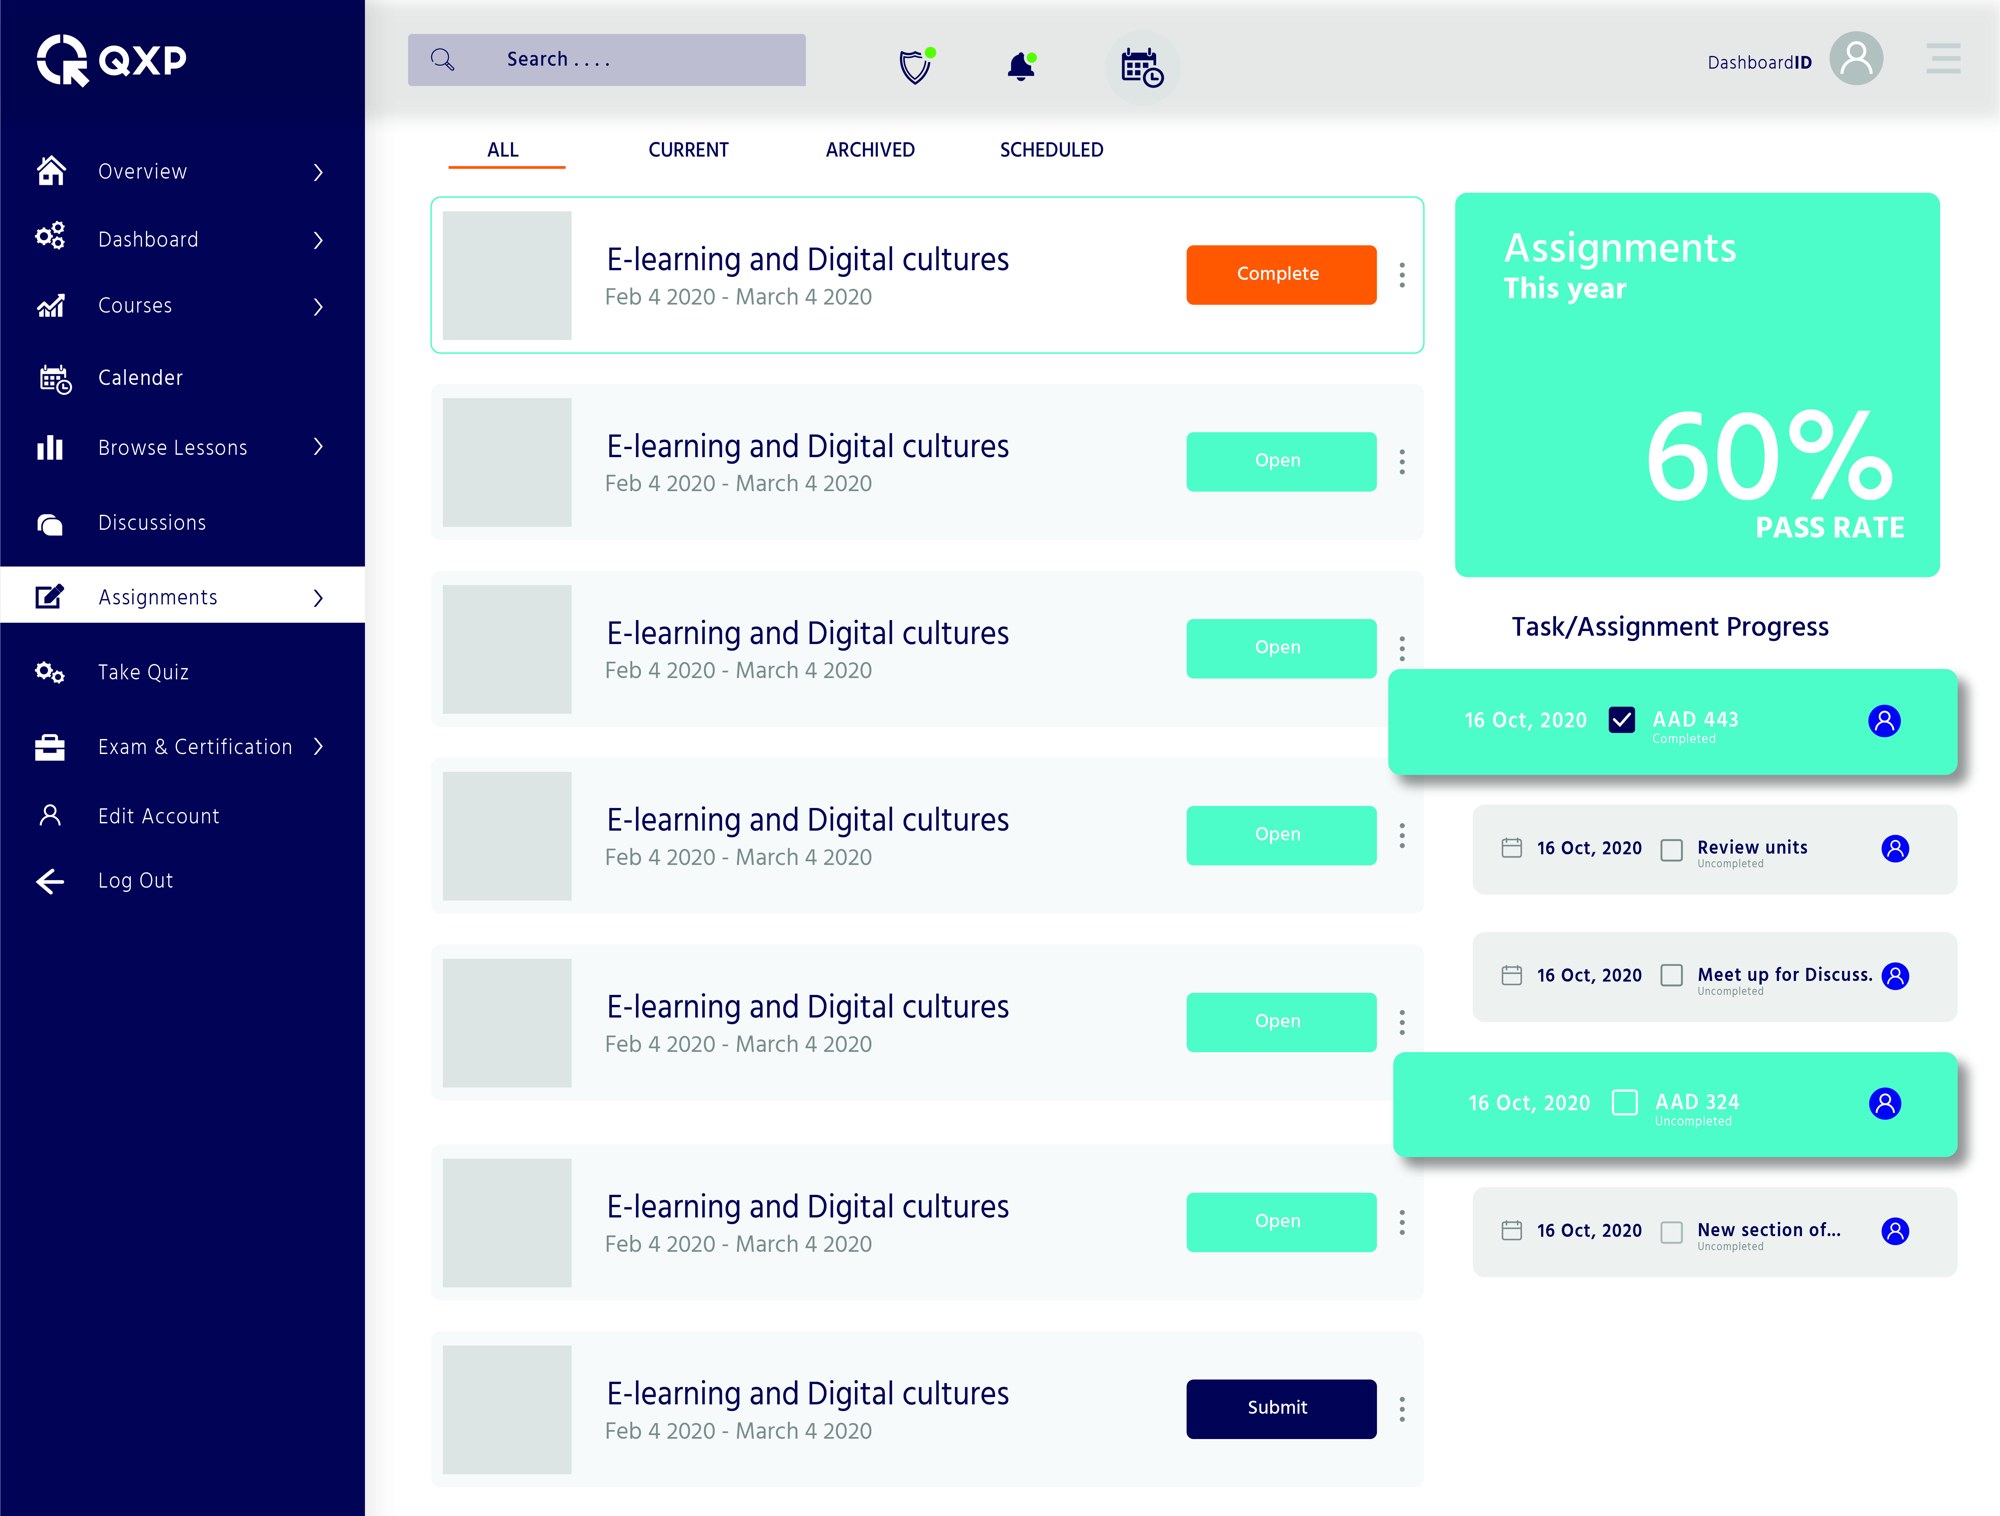 QXP
Search . . . .
DashboardID
Overview
Dashboard
Courses
Calender
Browse Lessons
Discussions
Assignments
Take Quiz
Exam & Certification
Edit Account
Log Out
ALL CURRENT ARCHIVED SCHEDULED
E-learning and Digital cultures
Feb 4 2020 - March 4 2020
Complete
E-learning and Digital cultures
Feb 4 2020 - March 4 2020
Open
E-learning and Digital cultures
Feb 4 2020 - March 4 2020
Open
E-learning and Digital cultures
Feb 4 2020 - March 4 2020
Open
E-learning and Digital cultures
Feb 4 2020 - March 4 2020
Open
E-learning and Digital cultures
Feb 4 2020 - March 4 2020
Open
E-learning and Digital cultures
Feb 4 2020 - March 4 2020
Submit
Assignments
This year
60%
PASS RATE
Task/Assignment Progress
16 Oct, 2020 AAD 443
Completed
16 Oct, 2020 Review units
Uncompleted
16 Oct, 2020 Meet up for Discuss.
Uncompleted
16 Oct, 2020 AAD 324
Uncompleted
16 Oct, 2020 New section of...
Uncompleted